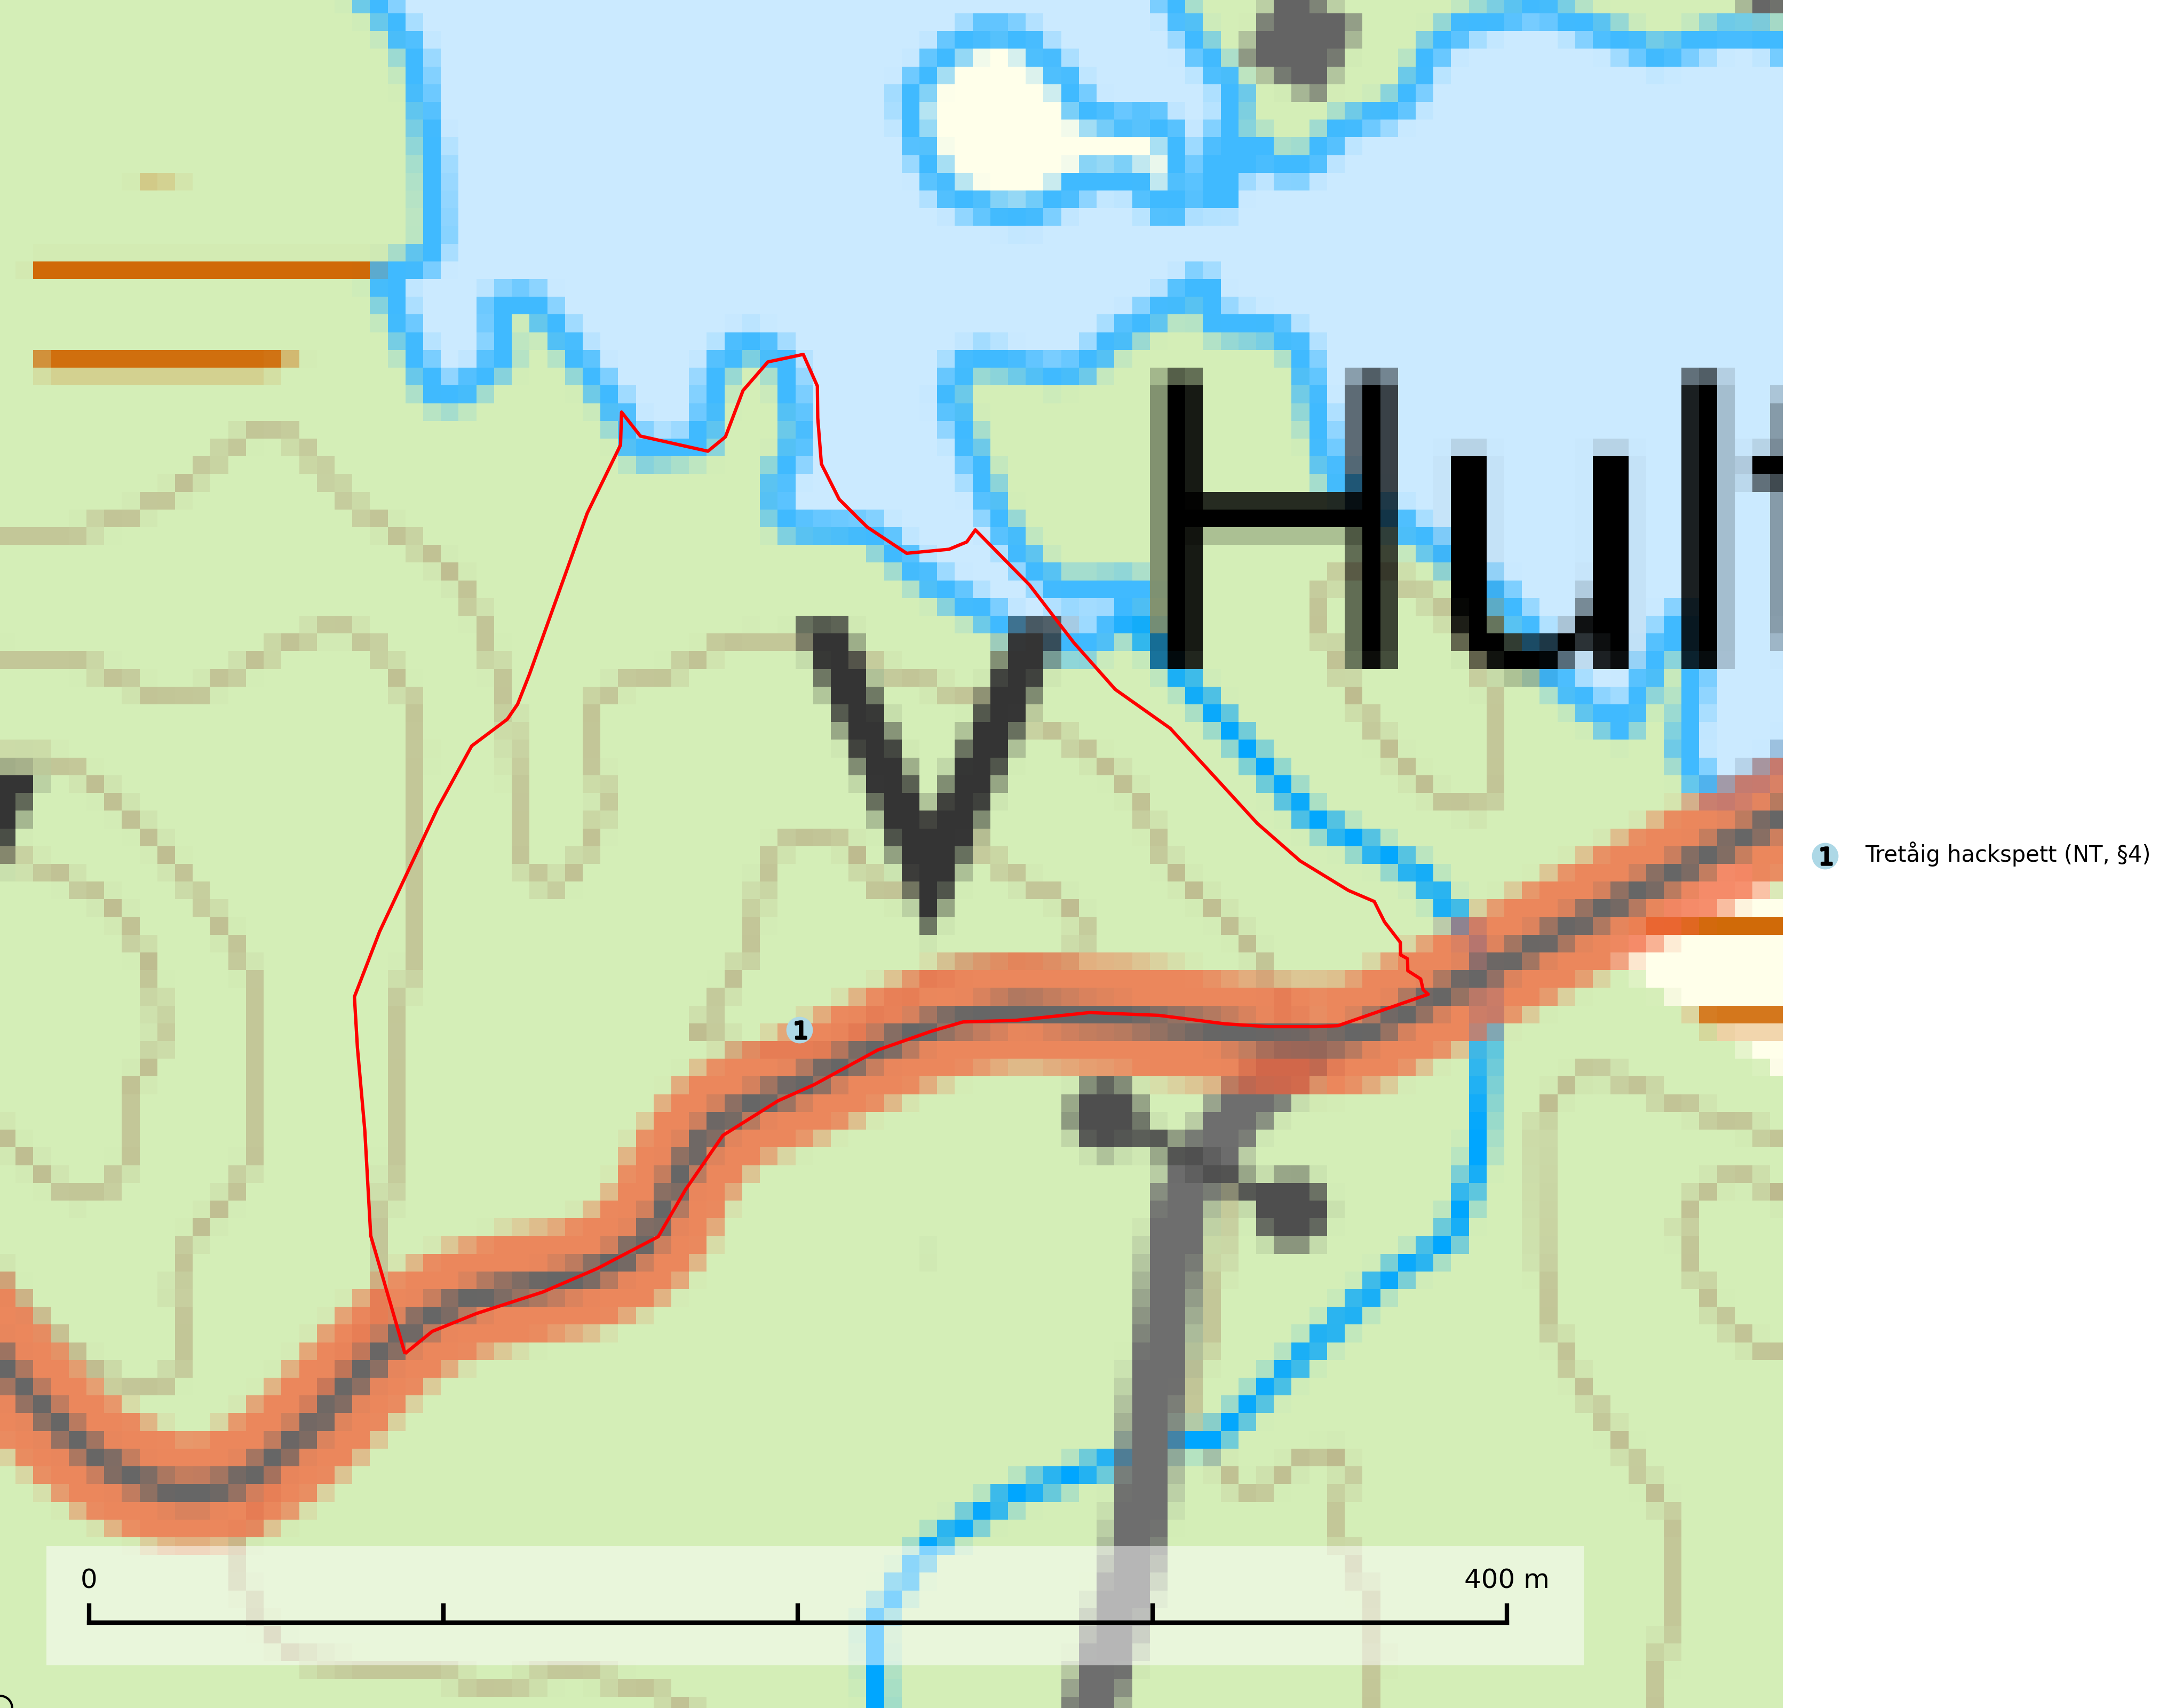 Hul
V
1
1 Tretåig hackspett (NT, §4)
0 400 m